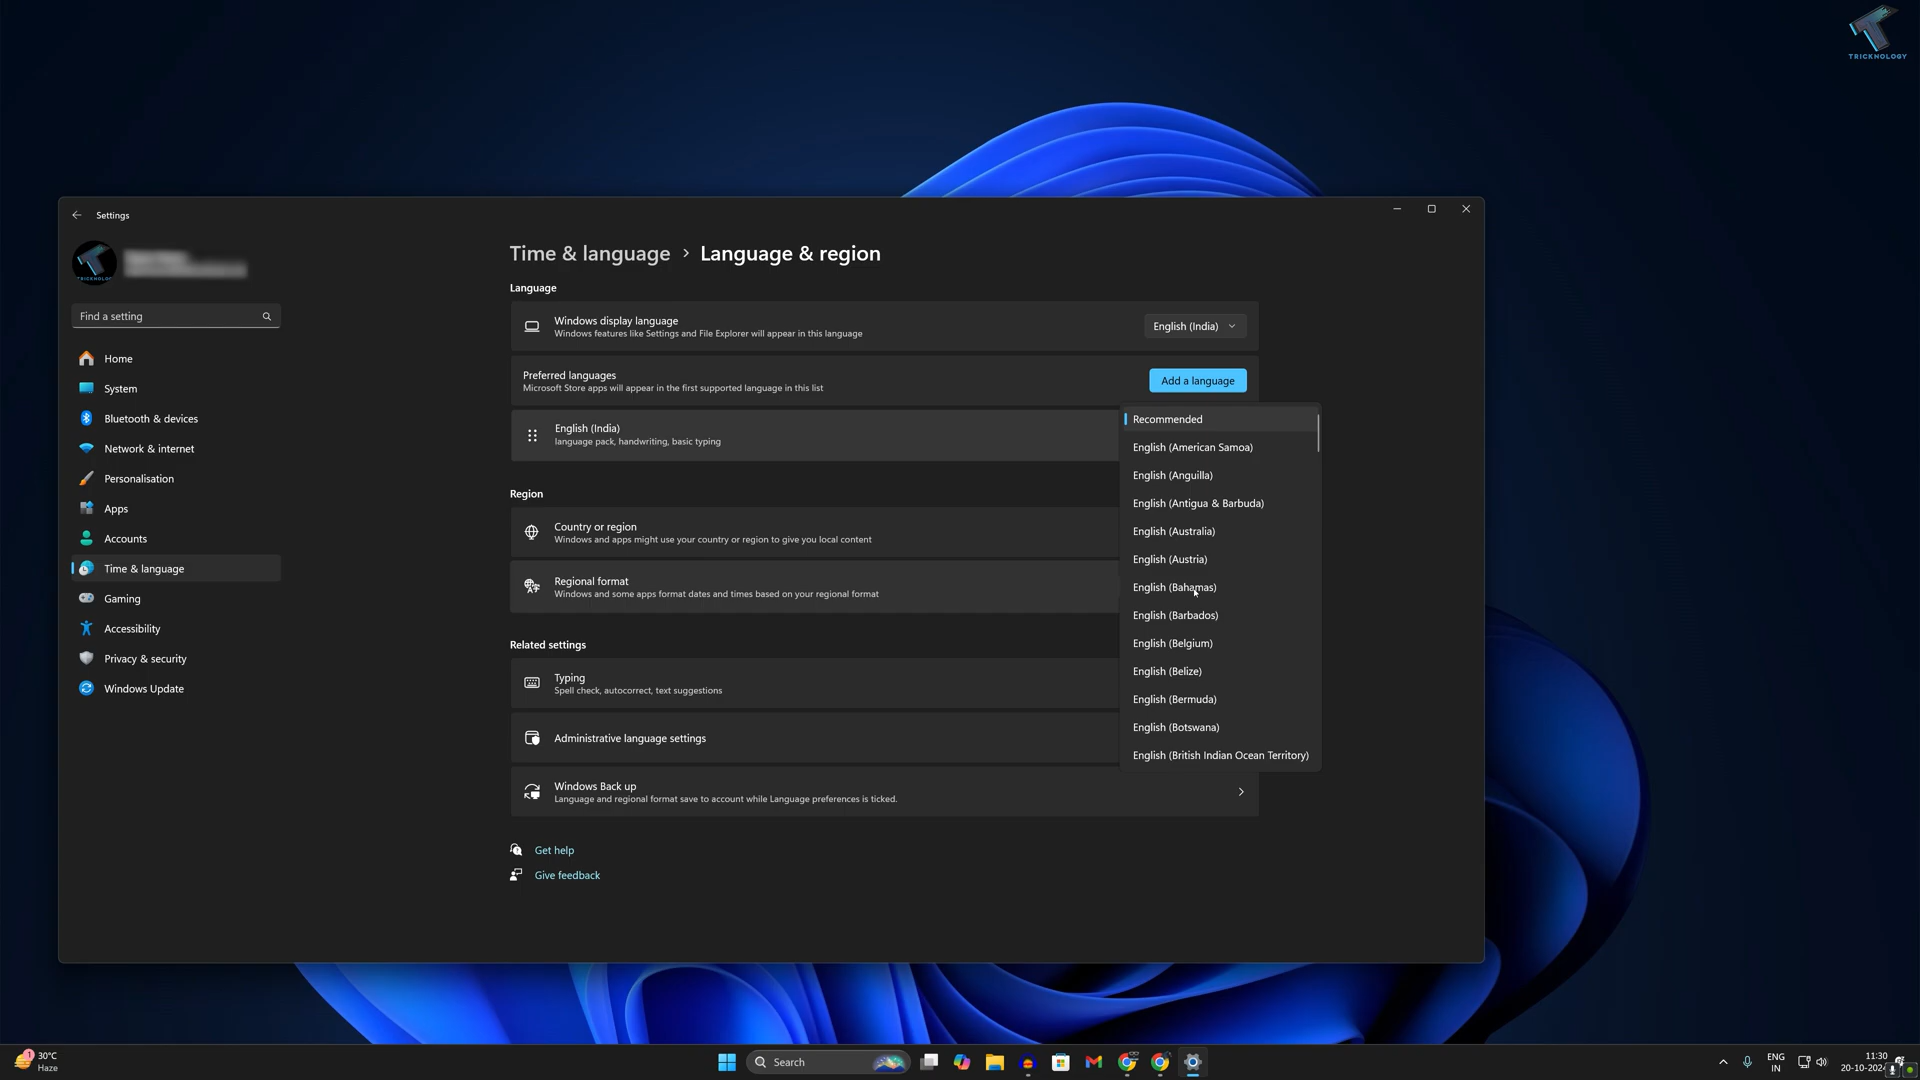 TRICKNOLOGY
Settings
TRICKNOLOGY
Find a setting
Home
System
Bluetooth & devices
Network & internet
Personalisation
Apps
Accounts
Time & language
Gaming
Accessibility
Privacy & security
Windows Update
Time & language › Language & region
Language
Windows display language
Windows features like Settings and File Explorer will appear in this language
English (India)
Preferred languages
Microsoft Store apps will appear in the first supported language in this list
Add a language
English (India)
language pack, handwriting, basic typing
Region
Country or region
Windows and apps might use your country or region to give you local content
Regional format
Windows and some apps format dates and times based on your regional format
Related settings
Typing
Spell check, autocorrect, text suggestions
Administrative language settings
Windows Back up
Language and regional format save to account while Language preferences is ticked.
Get help
Give feedback
Recommended
English (American Samoa)
English (Anguilla)
English (Antigua & Barbuda)
English (Australia)
English (Austria)
English (Bahamas)
English (Barbados)
English (Belgium)
English (Belize)
English (Bermuda)
English (Botswana)
English (British Indian Ocean Territory)
1
30°C
Haze
Search
ENG
IN
11:30